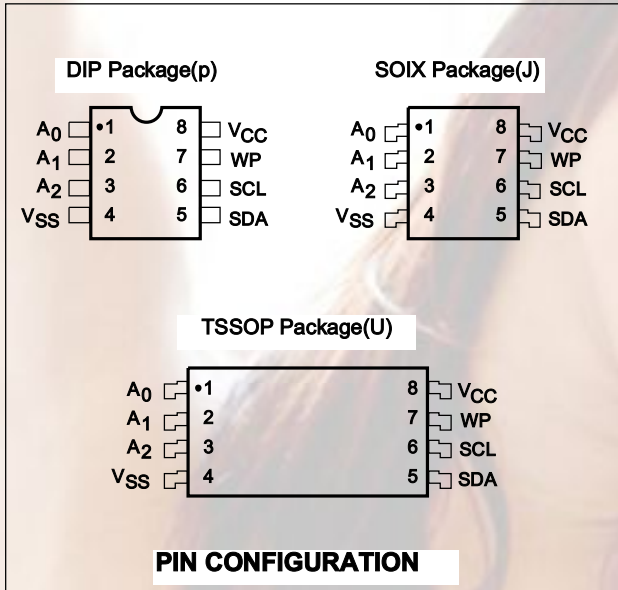 DIP Package(p)
A0 •1 8 VCC
A1 2 7 WP
A2 3 6 SCL
VSS 4 5 SDA
SOIX Package(J)
A0 •1 8 VCC
A1 2 7 WP
A2 3 6 SCL
VSS 4 5 SDA
TSSOP Package(U)
A0 •1 8 VCC
A1 2 7 WP
A2 3 6 SCL
VSS 4 5 SDA
PIN CONFIGURATION